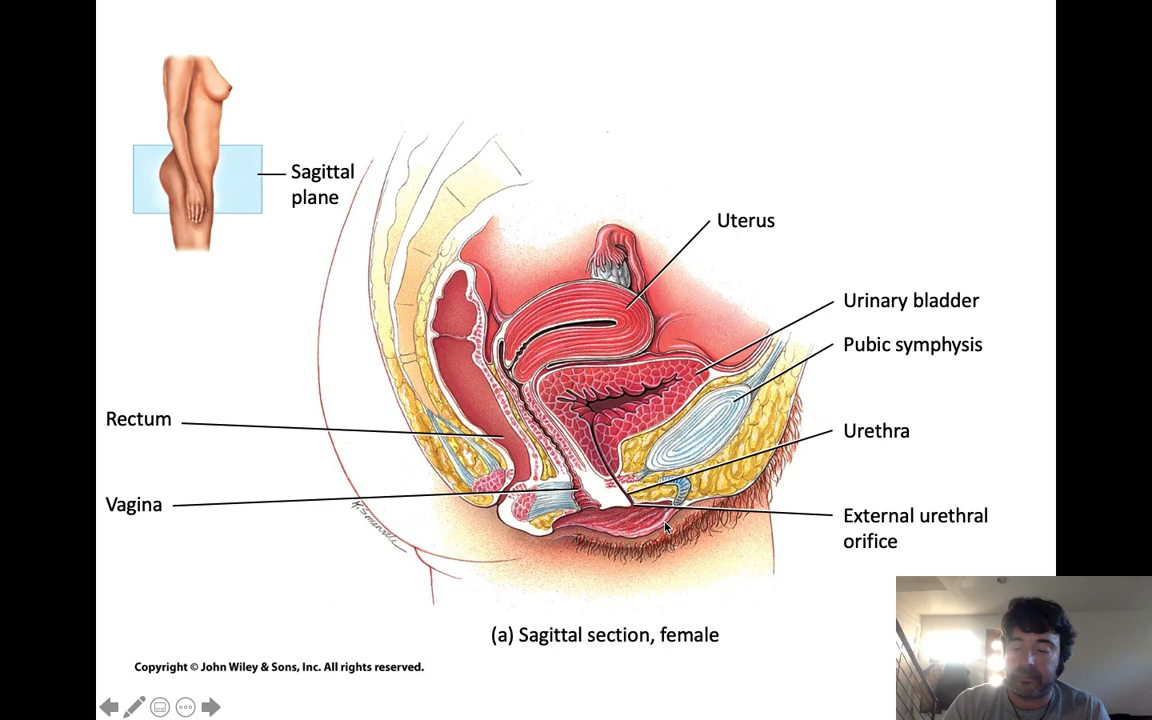 Sagittal
plane
Uterus
Urinary bladder
Pubic symphysis
Rectum
Urethra
Vagina
External urethral
orifice
(a) Sagittal section, female
Copyright © John Wiley & Sons, Inc. All rights reserved.